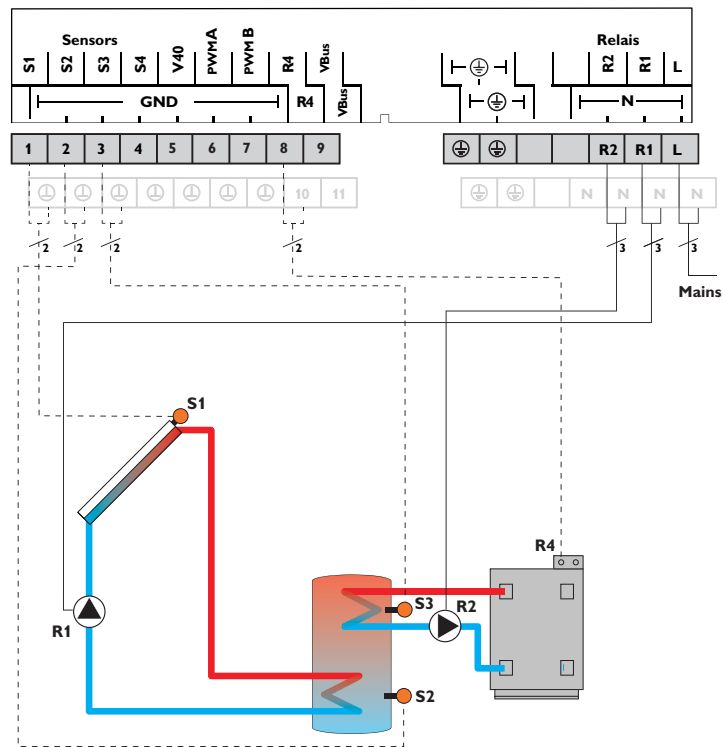 Sensors
Relais
S1 S2 S3 S4 V40 PWM A PWM B R4 VBus R2 R1 L
GND R4 VBus N
1 2 3 4 5 6 7 8 9 R2 R1 L
10 11 N N N N
2 2 2 2 3 3 3
Mains
S1
R4
S3 R2
R1
S2